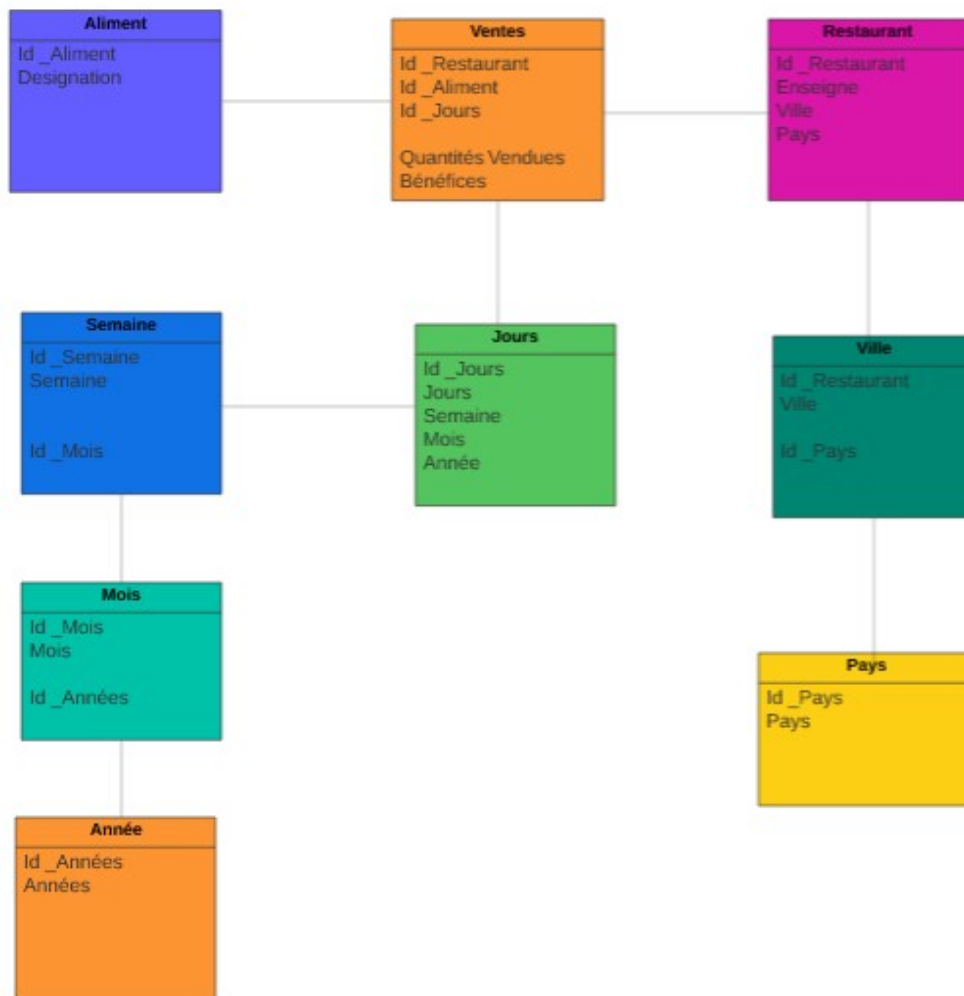 Aliment
Id _Aliment
Designation
Ventes
Id _Restaurant
Id _Aliment
Id _Jours
Quantités Vendues
Bénéfices
Restaurant
Id _Restaurant
Enseigne
Ville
Pays
Semaine
Id _Semaine
Semaine
Id _Mois
Jours
Id _Jours
Jours
Semaine
Mois
Année
Ville
Id _Restaurant
Ville
Id _Pays
Mois
Id _Mois
Mois
Id _Années
Pays
Id _Pays
Pays
Année
Id _Années
Années